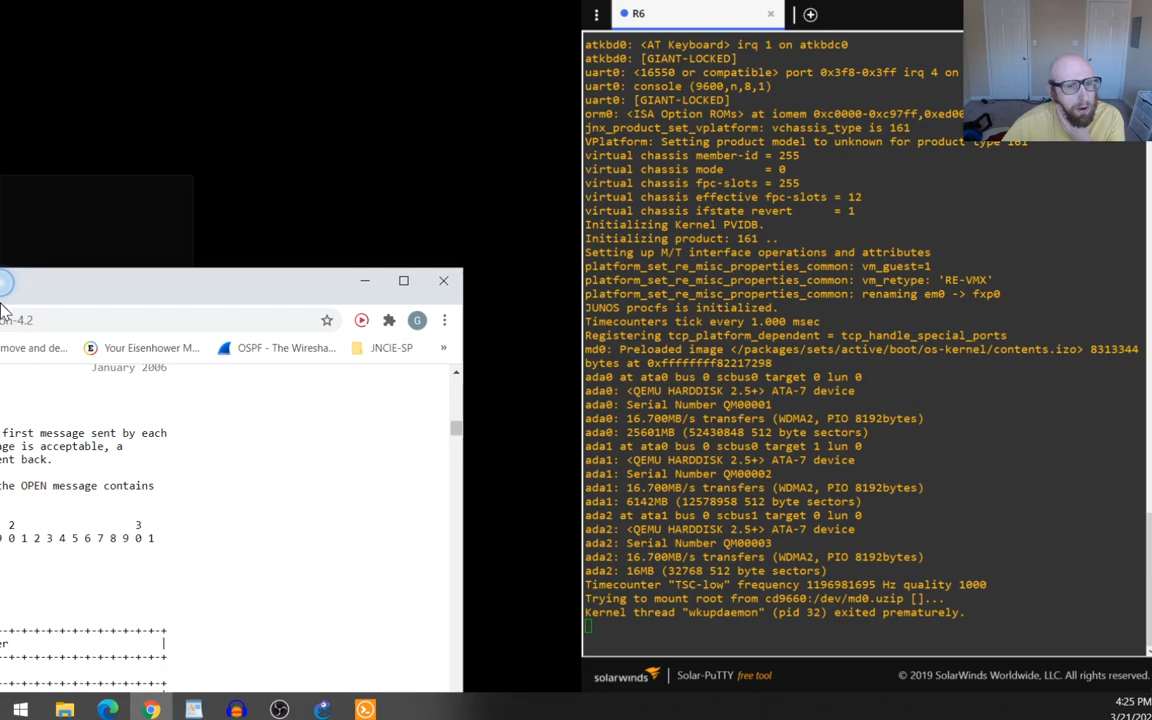 R6
atkbd0: <AT Keyboard> irq 1 on atkbdc0
atkbd0: [GIANT-LOCKED]
uart0: <16550 or compatible> port 0x3f8-0x3ff irq 4 on
uart0: console (9600,n,8,1)
uart0: [GIANT-LOCKED]
orm0: <ISA Option ROMs> at iomem 0xc0000-0xc97ff,0xed00
jnx_product_set_vplatform: vchassis_type is 161
VPlatform: Setting product model to unknown for product type 161
virtual chassis member-id = 255
virtual chassis mode = 0
virtual chassis fpc-slots = 255
virtual chassis effective fpc-slots = 12
virtual chassis ifstate revert = 1
Initializing Kernel PVIDB.
Initializing product: 161 ..
Setting up M/T interface operations and attributes
platform_set_re_misc_properties_common: vm_guest=1
platform_set_re_misc_properties_common: vm_retype: 'RE-VMX'
platform_set_re_misc_properties_common: renaming em0 -> fxp0
JUNOS procfs is initialized.
Timecounters tick every 1.000 msec
Registering tcp_platform_dependent = tcp_handle_special_ports
md0: Preloaded image </packages/sets/active/boot/os-kernel/contents.izo> 8313344
bytes at 0xffffffff82217298
ada0 at ata0 bus 0 scbus0 target 0 lun 0
ada0: <QEMU HARDDISK 2.5+> ATA-7 device
ada0: Serial Number QM00001
ada0: 16.700MB/s transfers (WDMA2, PIO 8192bytes)
ada0: 25601MB (52430848 512 byte sectors)
ada1 at ata0 bus 0 scbus0 target 1 lun 0
ada1: <QEMU HARDDISK 2.5+> ATA-7 device
ada1: Serial Number QM00002
ada1: 16.700MB/s transfers (WDMA2, PIO 8192bytes)
ada1: 6142MB (12578958 512 byte sectors)
ada2 at ata1 bus 0 scbus1 target 0 lun 0
ada2: <QEMU HARDDISK 2.5+> ATA-7 device
ada2: Serial Number QM00003
ada2: 16.700MB/s transfers (WDMA2, PIO 8192bytes)
ada2: 16MB (32768 512 byte sectors)
Timecounter "TSC-low" frequency 1196981695 Hz quality 1000
Trying to mount root from cd9660:/dev/md0.uzip []...
Kernel thread "wkupdaemon" (pid 32) exited prematurely.
solarwinds Solar-PuTTY free tool © 2019 SolarWinds Worldwide, LLC. All rights reserved.
on-4.2
G
move and de... Your Eisenhower M... OSPF - The Wiresha... JNCIE-SP »
January 2006
first message sent by each
ge is acceptable, a
ent back.
the OPEN message contains
2 3
9 0 1 2 3 4 5 6 7 8 9 0 1
-+-+-+-+-+-+-+-+-+-+-+-+-+
er |
-+-+-+-+-+-+-+-+-+-+-+-+-+
-+-+-+-+-+-+-+-+-+-+-+-+-+
4:25 PM
3/21/20